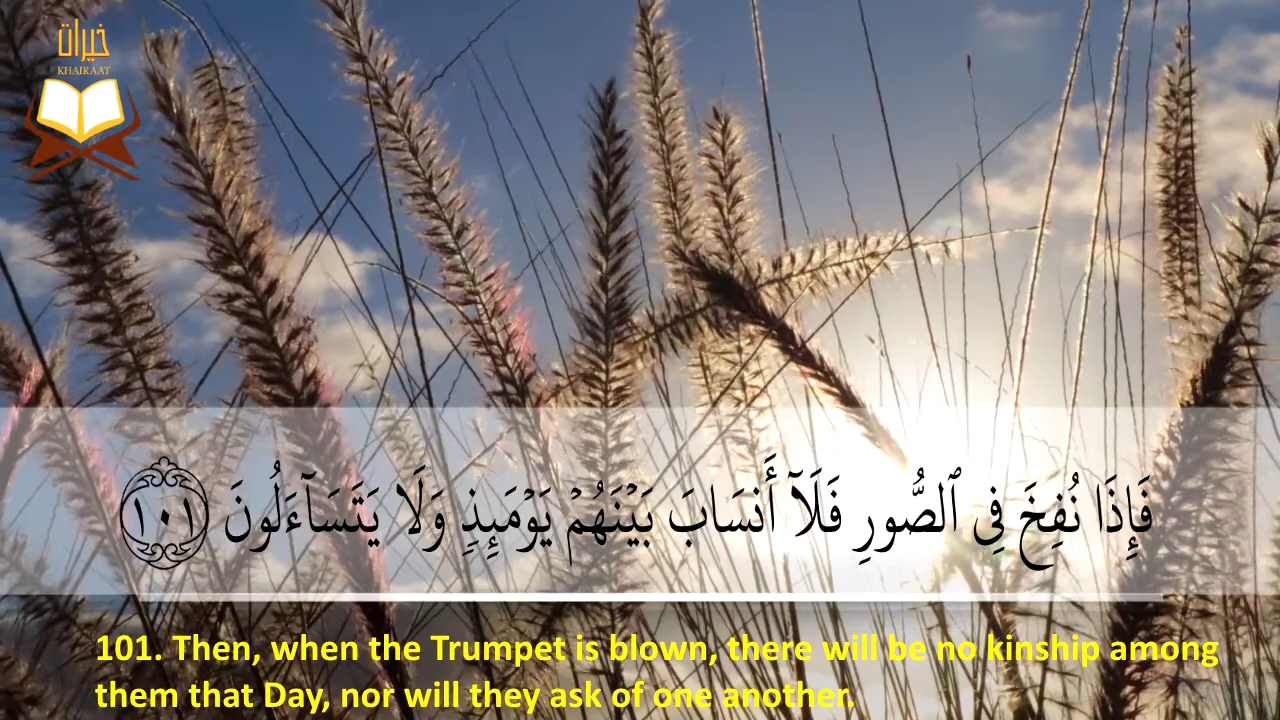 خيرات
KHAIRAAT
فَإِذَا نُفِخَ فِى ٱلصُّورِ فَلَآ أَنسَابَ بَيْنَهُمْ يَوْمَئِذٍ وَلَا يَتَسَآءَلُونَ ١٠١
101. Then, when the Trumpet is blown, there will be no kinship among
them that Day, nor will they ask of one another.